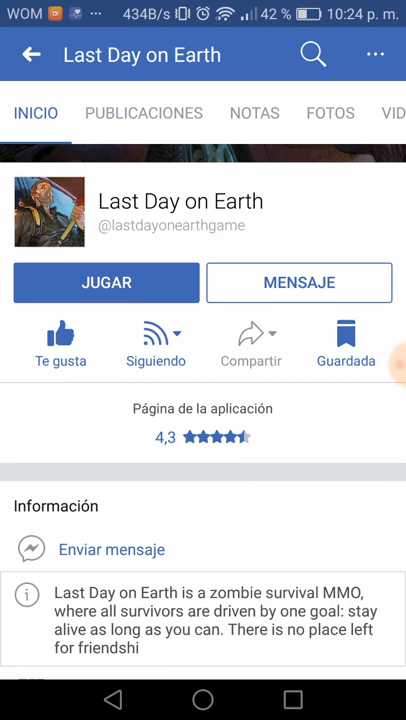 WOM ... 434B/s 42 % 10:24 p. m.
Last Day on Earth
INICIO PUBLICACIONES NOTAS FOTOS VID
Last Day on Earth
@lastdayonearthgame
JUGAR MENSAJE
Te gusta Siguiendo Compartir Guardada
Página de la aplicación
4,3
Información
Enviar mensaje
Last Day on Earth is a zombie survival MMO,
where all survivors are driven by one goal: stay
alive as long as you can. There is no place left
for friendshi